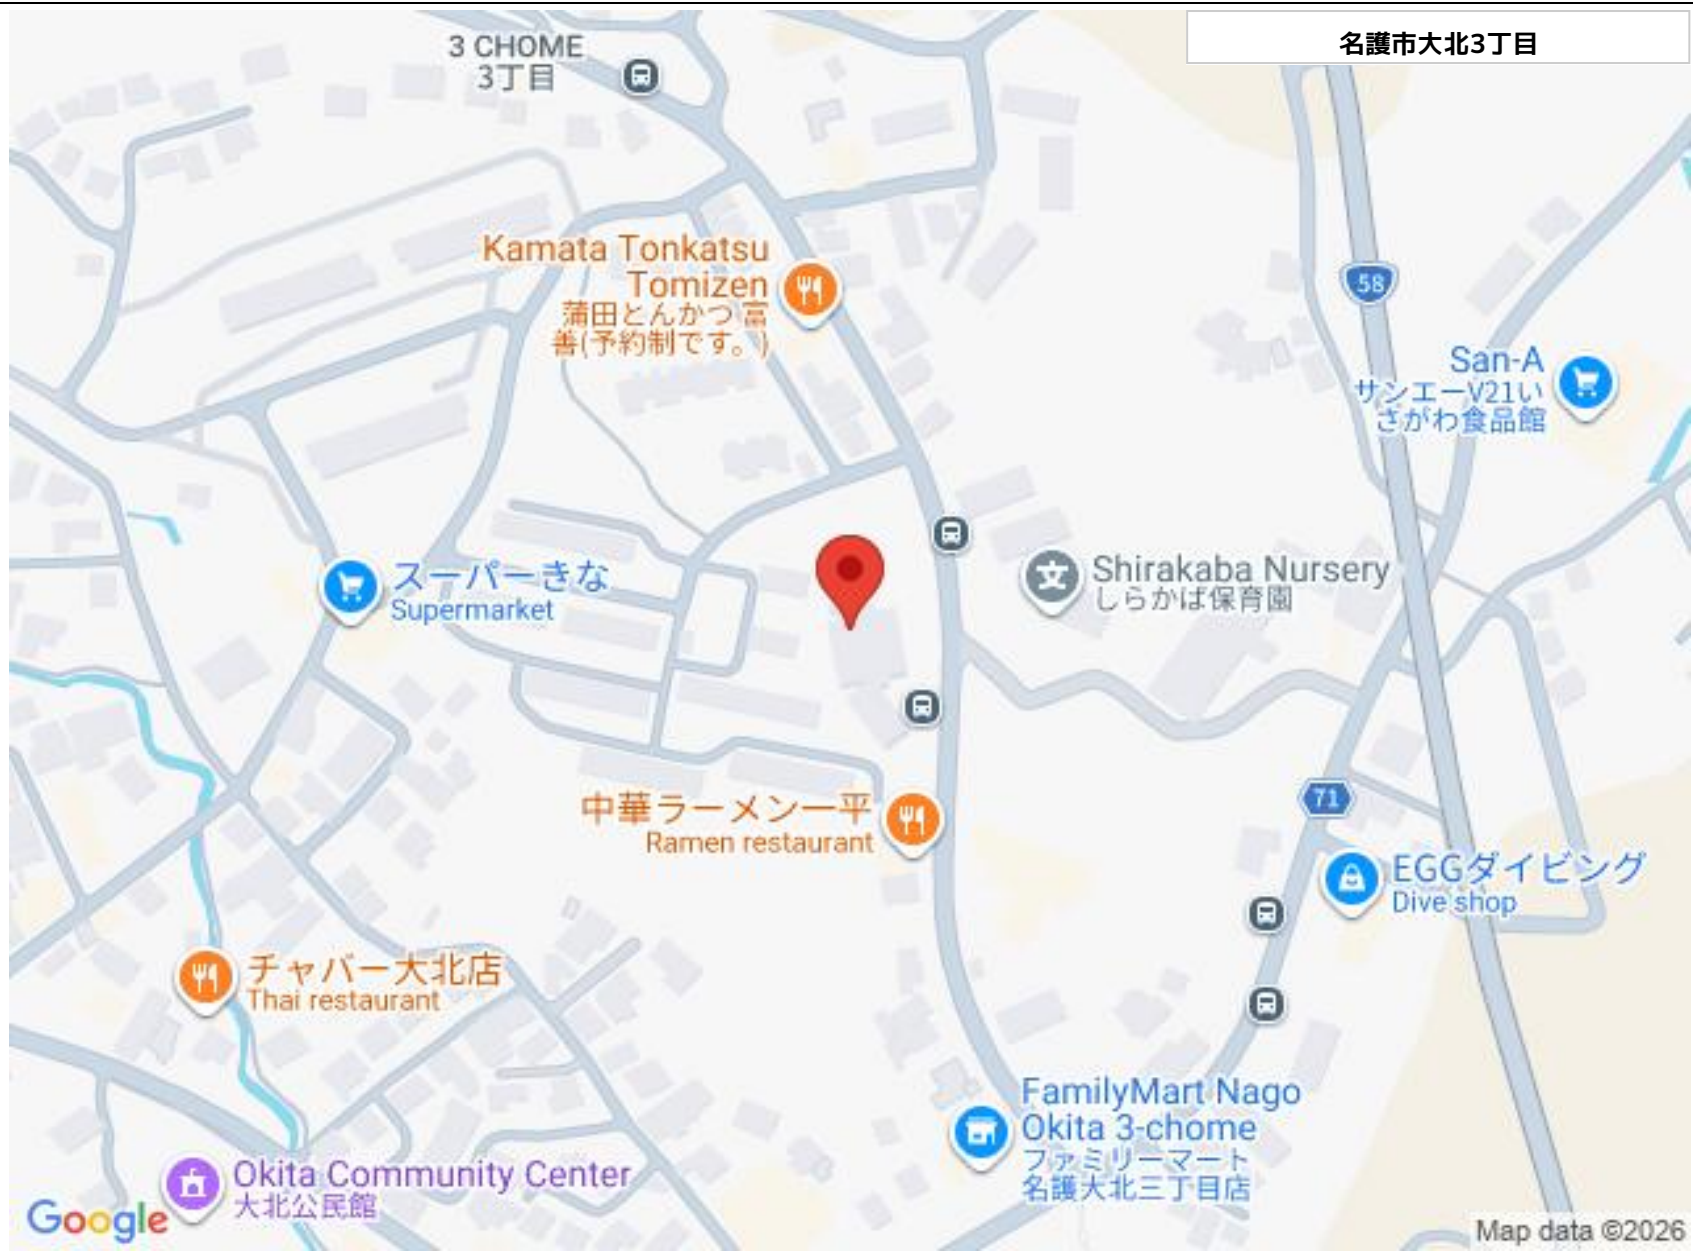 名護市大北3丁目
3 CHOME
3丁目
58
Kamata Tonkatsu
Tomizen
蒲田とんかつ 富
善(予約制です。)
San-A
サンエーV21い
さがわ食品館
スーパーきな
Supermarket
Shirakaba Nursery
しらかば保育園
中華ラーメン一平
Ramen restaurant
71
EGGダイビング
Dive shop
チャバー大北店
Thai restaurant
FamilyMart Nago
Okita 3-chome
ファミリーマート
名護大北三丁目店
Okita Community Center
大北公民館
Google
Map data ©2026